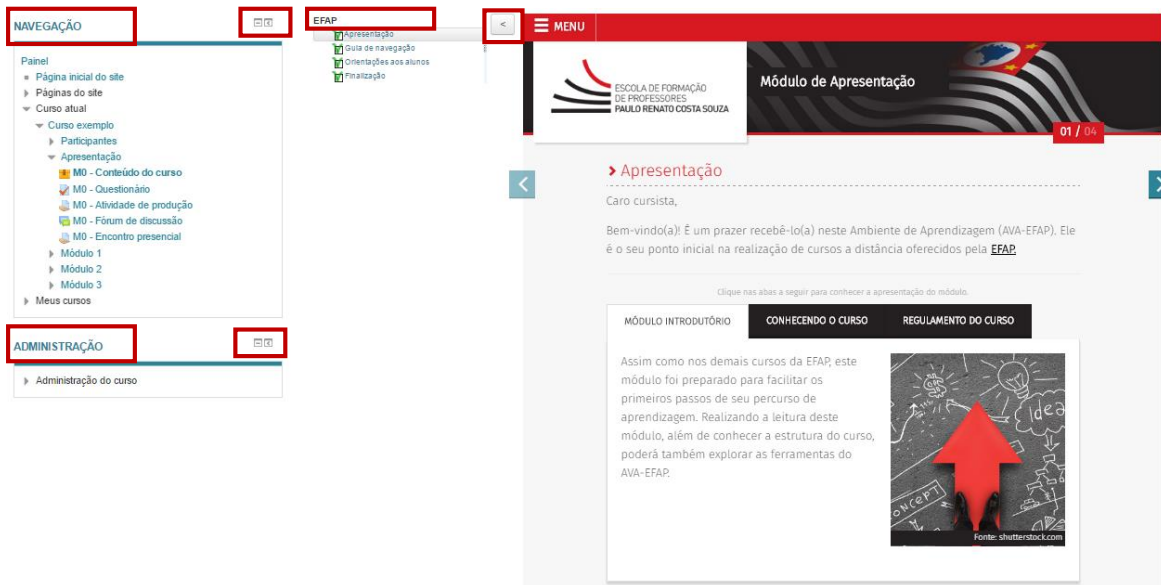 NAVEGAÇÃO
Painel
Página inicial do site
Páginas do site
Curso atual
Curso exemplo
Participantes
Apresentação
M0 - Conteúdo do curso
M0 - Questionário
M0 - Atividade de produção
M0 - Fórum de discussão
M0 - Encontro presencial
Módulo 1
Módulo 2
Módulo 3
Meus cursos
ADMINISTRAÇÃO
Administração do curso
EFAP
Apresentação
Guia de navegação
Orientações aos alunos
Finalização
<
MENU
ESCOLA DE FORMAÇÃO
DE PROFESSORES
PAULO RENATO COSTA SOUZA
Módulo de Apresentação
01 / 04
Apresentação
Caro cursista,
Bem-vindo(a)! É um prazer recebê-lo(a) neste Ambiente de Aprendizagem (AVA-EFAP). Ele
é o seu ponto inicial na realização de cursos a distância oferecidos pela EFAP.
Clique nas abas a seguir para conhecer a apresentação do módulo.
MÓDULO INTRODUTÓRIO CONHECENDO O CURSO REGULAMENTO DO CURSO
Assim como nos demais cursos da EFAP, este
módulo foi preparado para facilitar os
primeiros passos de seu percurso de
aprendizagem. Realizando a leitura deste
módulo, além de conhecer a estrutura do curso,
poderá também explorar as ferramentas do
AVA-EFAP.
Idea
CONCEPT
Fonte: shutterstock.com